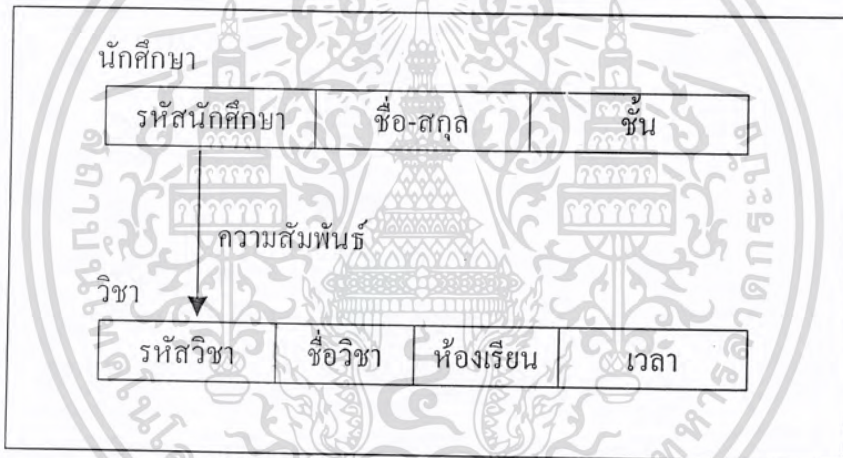 นักศึกษา
รหัสนักศึกษา ชื่อ-สกุล ชั้น
ความสัมพันธ์
วิชา
รหัสวิชา ชื่อวิชา ห้องเรียน เวลา